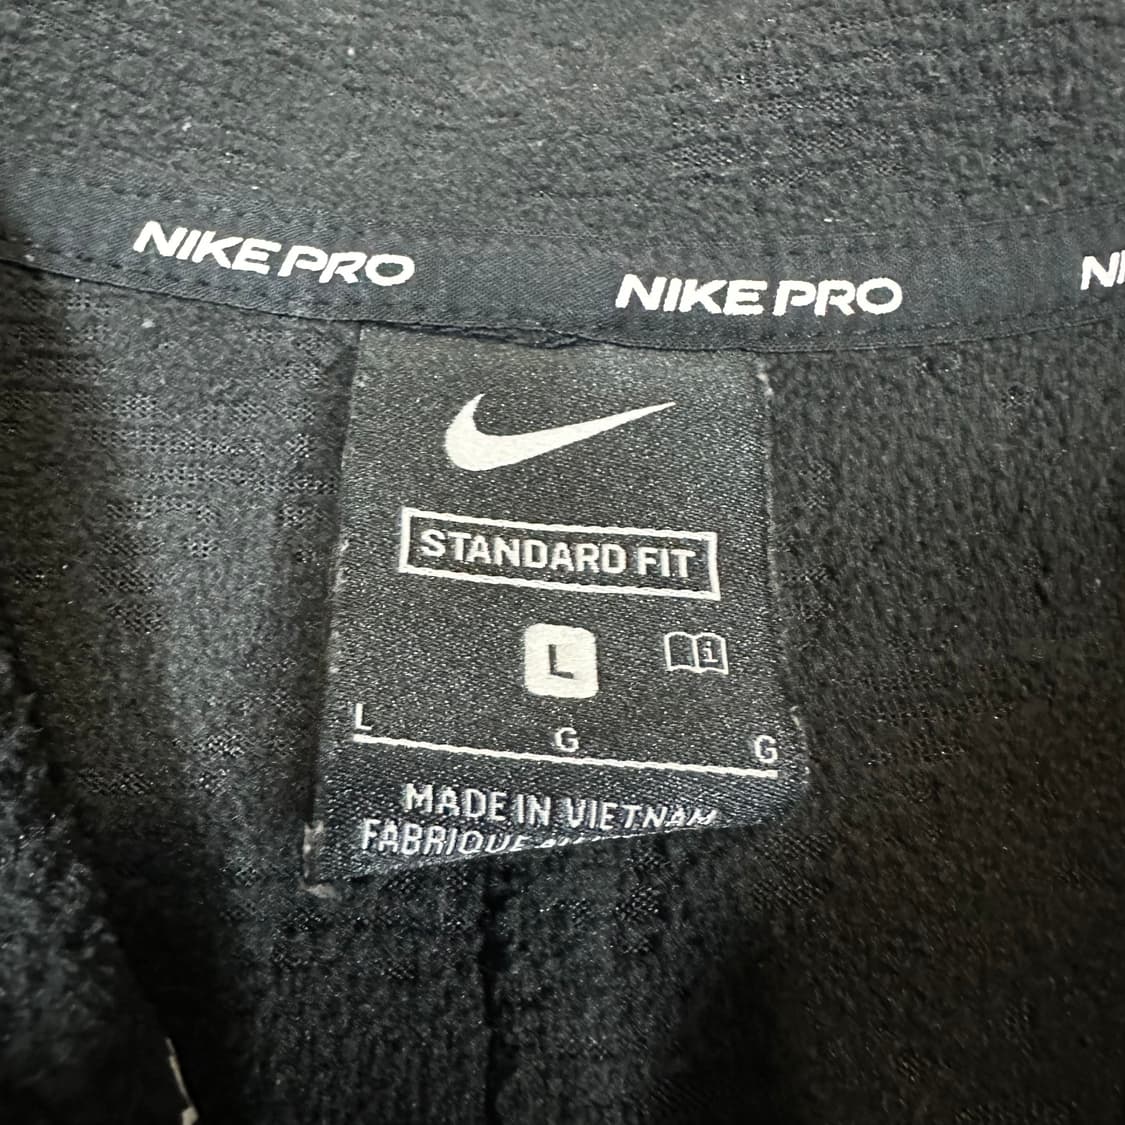 NIKE PRO NIKE PRO
STANDARD FIT
L
L G G
MADE IN VIETNAM